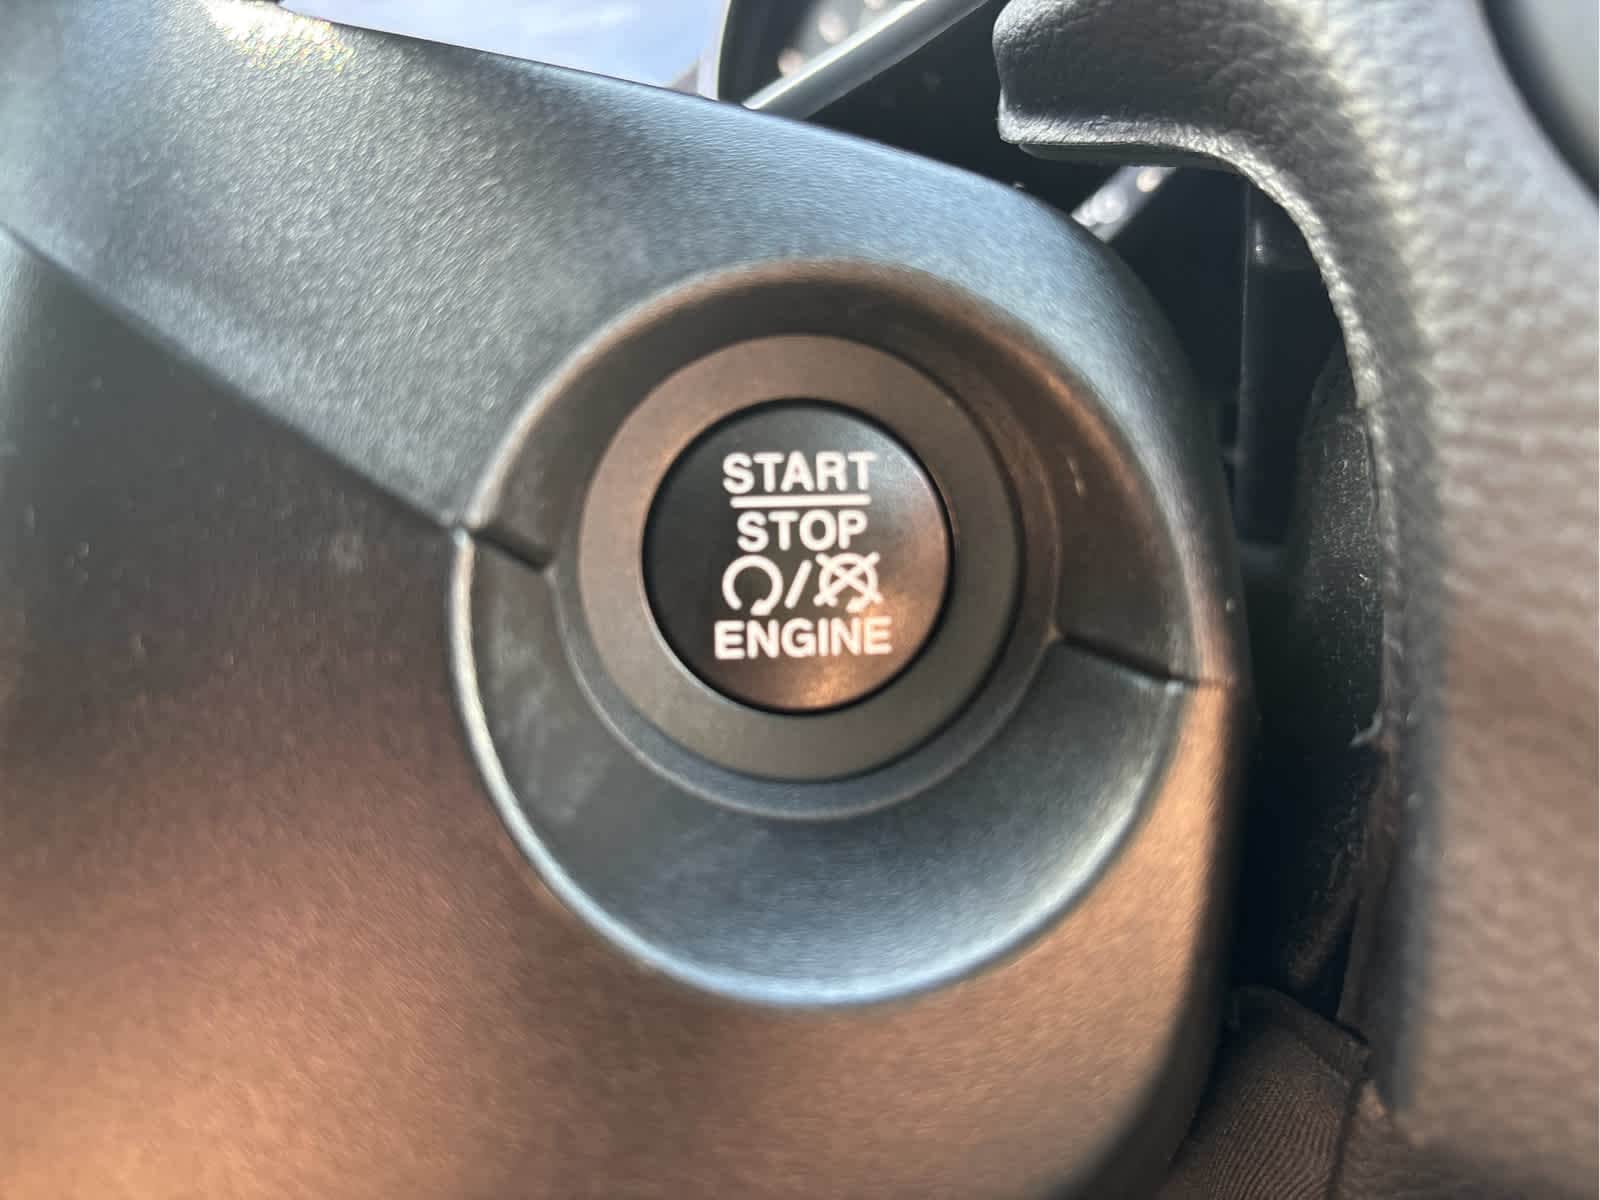 START
STOP
/
ENGINE